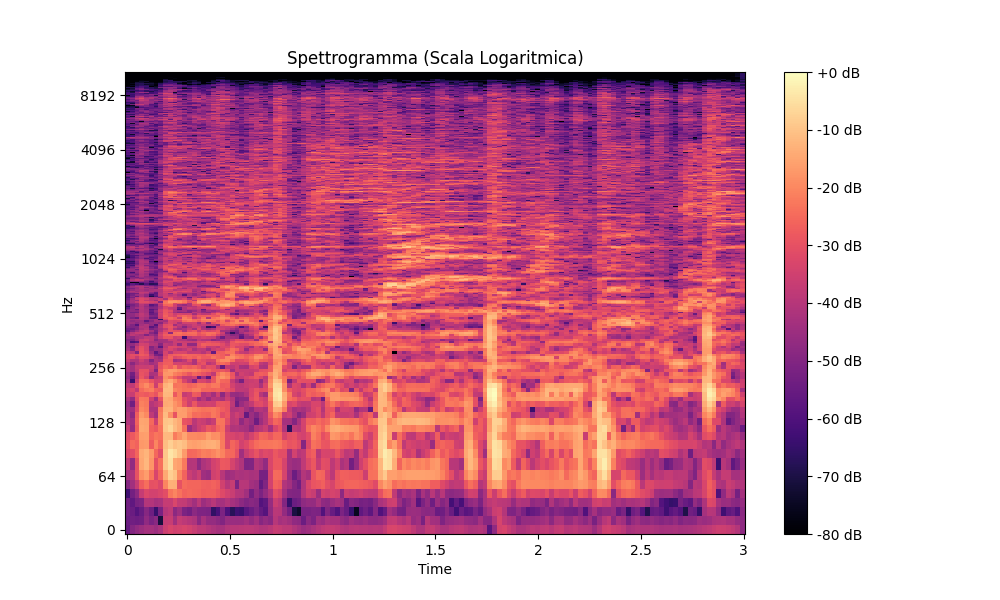 Spettrogramma (Scala Logaritmica)
Hz
8192
4096
2048
1024
512
256
128
64
0
0
0.5
1
1.5
2
2.5
3
Time
+0 dB
-10 dB
-20 dB
-30 dB
-40 dB
-50 dB
-60 dB
-70 dB
-80 dB